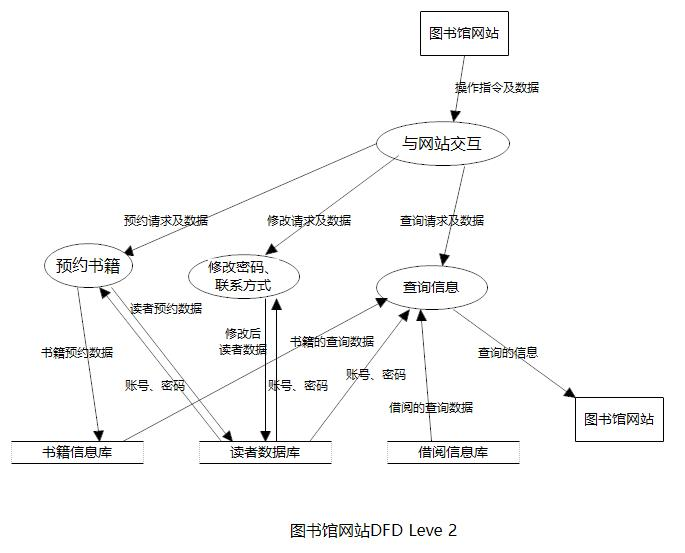 图书馆网站
操作指令及数据
与网站交互
预约请求及数据
修改请求及数据
查询请求及数据
预约书籍
修改密码、
联系方式
查询信息
读者预约数据
修改后
读者数据
书籍的查询数据
书籍预约数据
查询的信息
账号、密码
账号、密码
账号、密码
借阅的查询数据
图书馆网站
书籍信息库
读者数据库
借阅信息库
图书馆网站DFD Leve 2